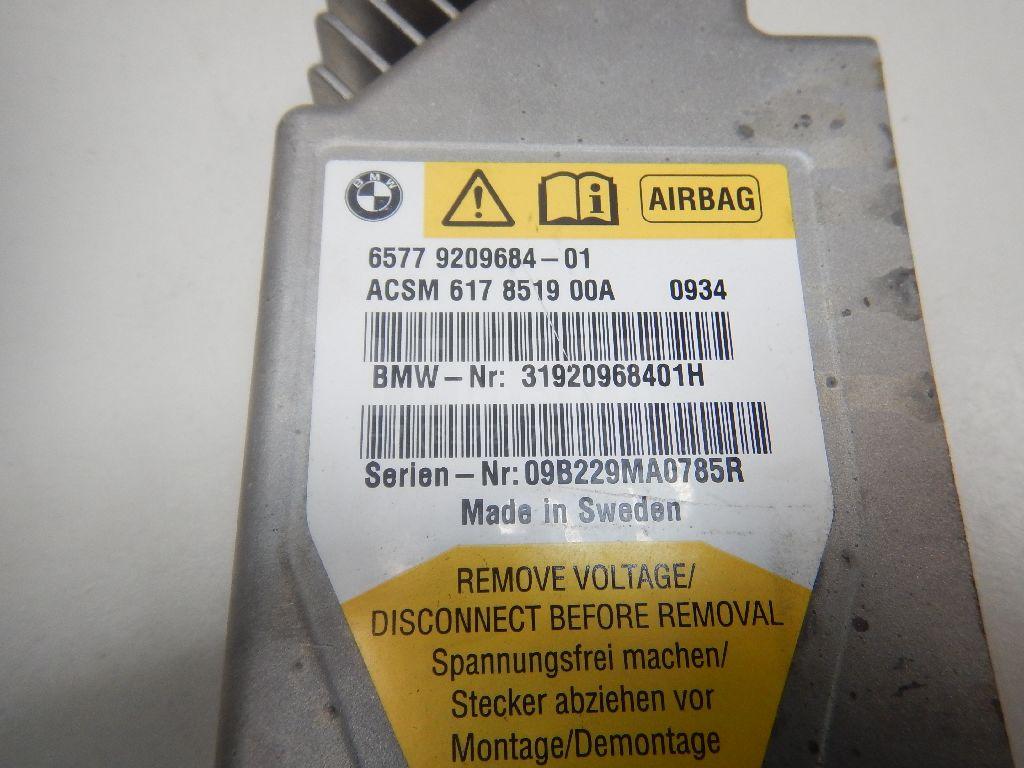 BMW
i
AIRBAG
6577 9209684-01
ACSM 617 8519 00A 0934
BMW-Nr: 31920968401H
Serien-Nr: 09B229MA0785R
Made in Sweden
REMOVE VOLTAGE/
DISCONNECT BEFORE REMOVAL
Spannungsfrei machen/
Stecker abziehen vor
Montage/Demontage